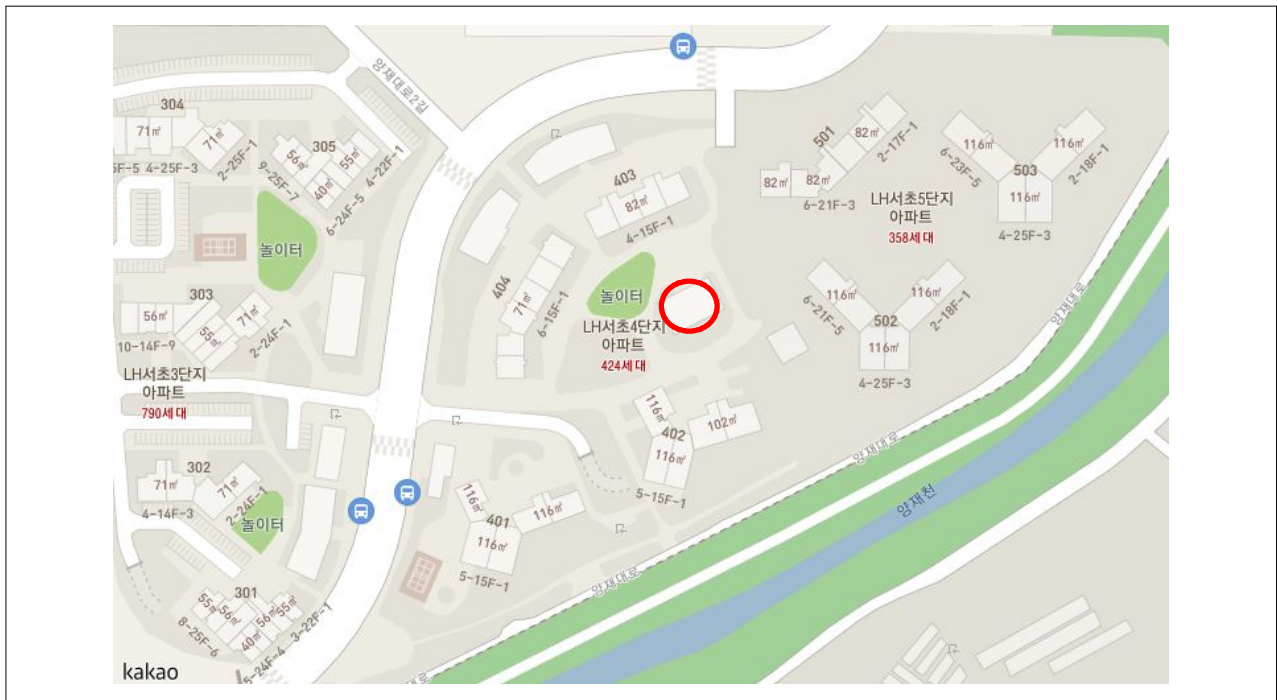 양재대로2길
304
71㎡
71㎡
5F-5
4-25F-3
2-25F-1
305
56㎡
40㎡
55㎡
9-25F-7
6-24F-5
4-22F-1
놀이터
303
56㎡
55㎡
71㎡
10-14F-9
2-24F-1
LH서초3단지
아파트
790세대
302
71㎡
71㎡
4-14F-3
2-24F-1
놀이터
301
55㎡
56㎡
40㎡
56㎡
55㎡
8-25F-6
5-24F-4
3-22F-1
403
82㎡
4-15F-1
404
71㎡
6-15F-1
놀이터
LH서초4단지
아파트
424세대
402
116㎡
116㎡
102㎡
5-15F-1
401
116㎡
116㎡
116㎡
5-15F-1
501
82㎡
82㎡
82㎡
2-17F-1
6-21F-3
LH서초5단지
아파트
358세대
503
116㎡
116㎡
116㎡
6-23F-5
2-18F-1
4-25F-3
502
116㎡
116㎡
116㎡
6-21F-5
2-18F-1
4-25F-3
양재대로
양재대로
양재대로
양재천
kakao